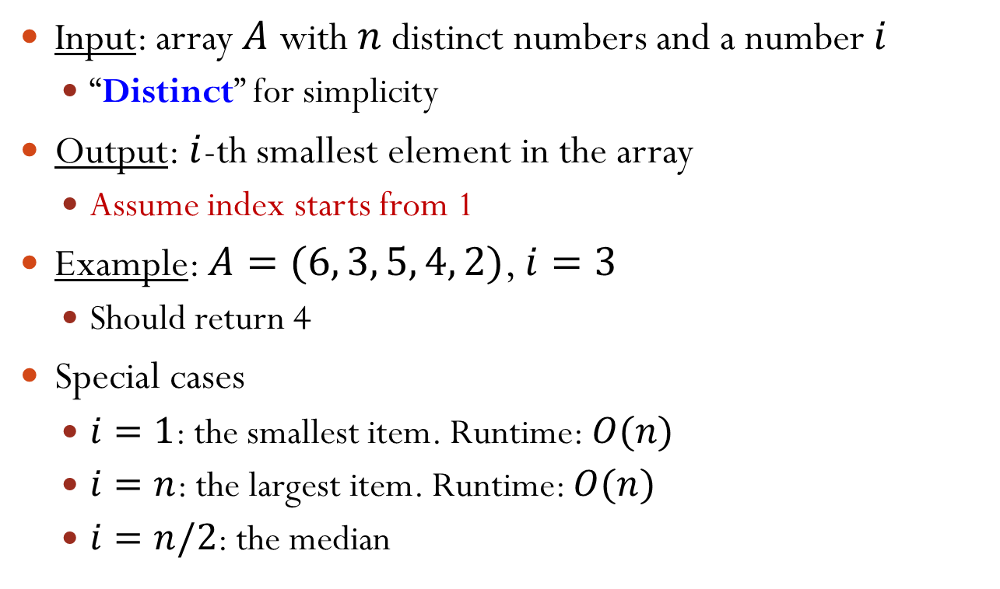 • Input: array A with n distinct numbers and a number i
• “Distinct” for simplicity
• Output: i-th smallest element in the array
• Assume index starts from 1
• Example: A = (6, 3, 5, 4, 2), i = 3
• Should return 4
• Special cases
• i = 1: the smallest item. Runtime: O(n)
• i = n: the largest item. Runtime: O(n)
• i = n/2: the median